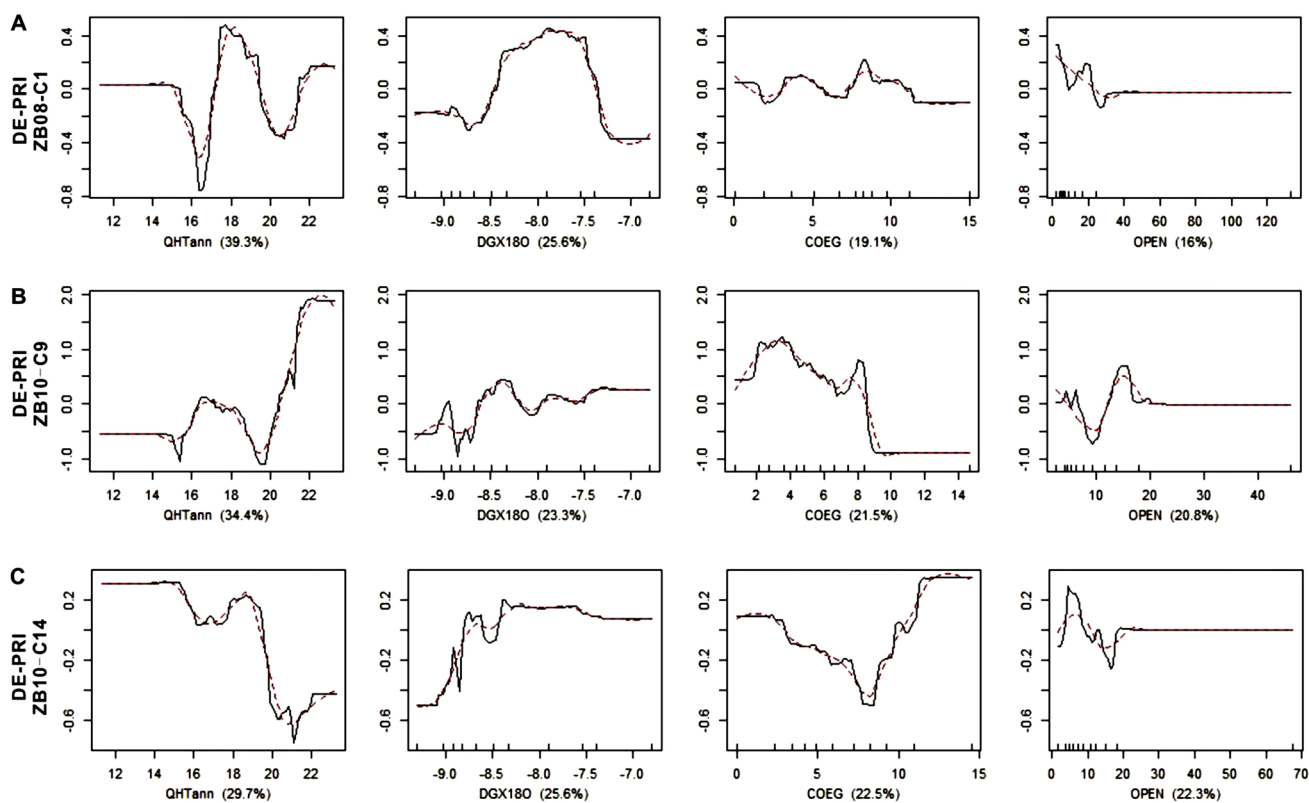 A
DE-PRI
ZB08-C1
0.4
0.0
-0.4
-0.8
12 14 16 18 20 22
QHTann (39.3%)
0.4
0.0
-0.4
-0.8
-9.0 -8.5 -8.0 -7.5 -7.0
DGX18O (25.6%)
0.4
0.0
-0.4
-0.8
0 5 10 15
COEG (19.1%)
0.4
0.0
-0.4
-0.8
0 20 40 60 80 100 120
OPEN (16%)
B
DE-PRI
ZB10-C9
2.0
1.0
0.0
-1.0
12 14 16 18 20 22
QHTann (34.4%)
2.0
1.0
0.0
-1.0
-9.0 -8.5 -8.0 -7.5 -7.0
DGX18O (23.3%)
2.0
1.0
0.0
-1.0
2 4 6 8 10 12 14
COEG (21.5%)
2.0
1.0
0.0
-1.0
10 20 30 40
OPEN (20.8%)
C
DE-PRI
ZB10-C14
0.2
-0.2
-0.6
12 14 16 18 20 22
QHTann (29.7%)
0.2
-0.2
-0.6
-9.0 -8.5 -8.0 -7.5 -7.0
DGX18O (25.6%)
0.2
-0.2
-0.6
0 5 10 15
COEG (22.5%)
0.2
-0.2
-0.6
0 10 20 30 40 50 60 70
OPEN (22.3%)